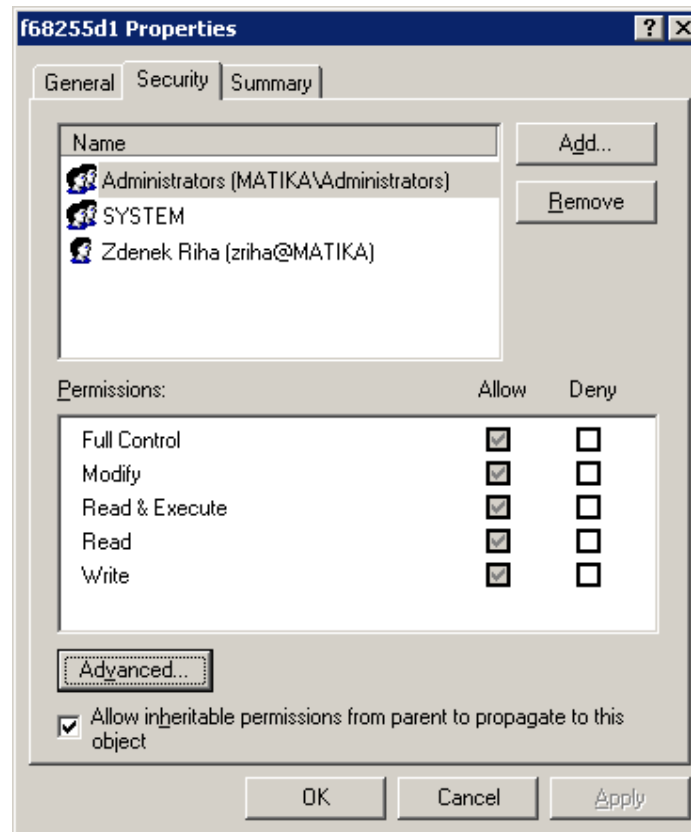 f68255d1 Properties
General Security Summary
Name
Administrators (MATIKA\Administrators)
SYSTEM
Zdenek Riha (zriha@MATIKA)
Add...
Remove
Permissions: Allow Deny
Full Control
Modify
Read & Execute
Read
Write
Advanced...
Allow inheritable permissions from parent to propagate to this
object
OK Cancel Apply